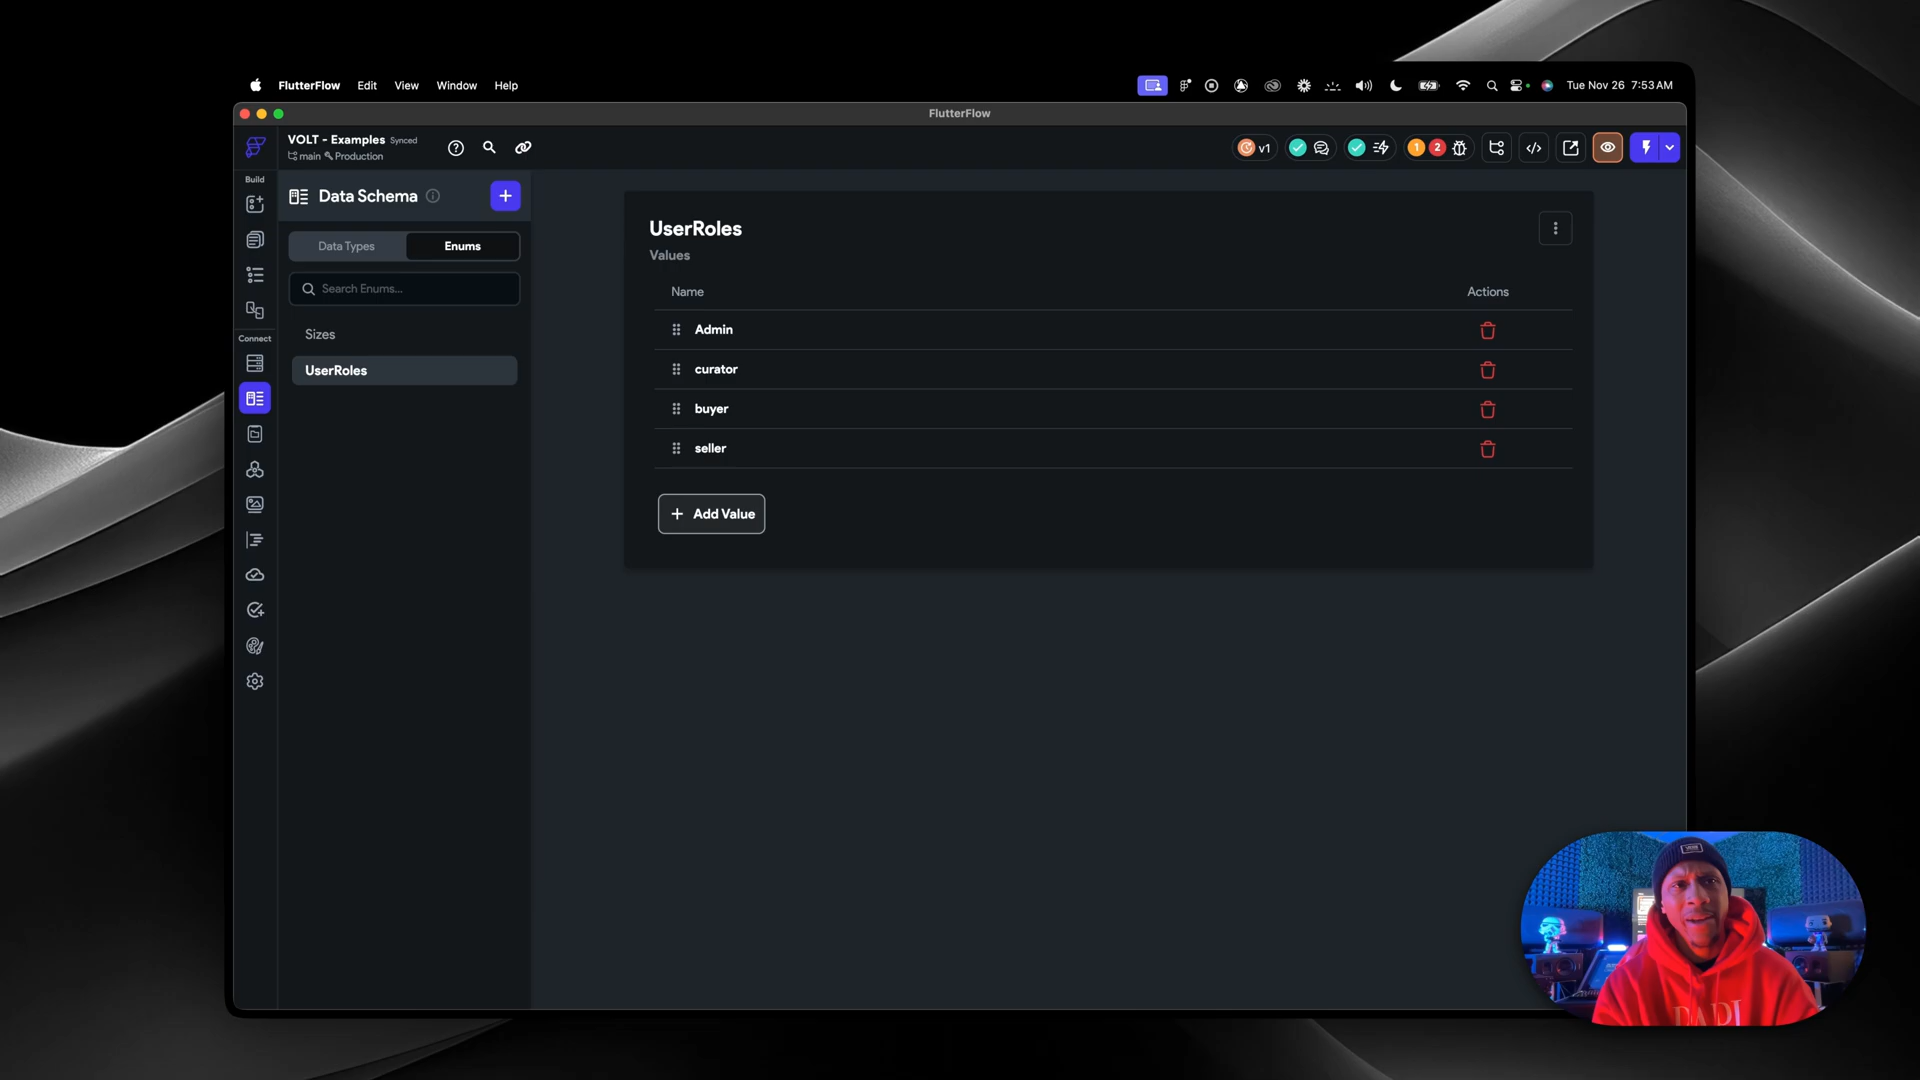 FlutterFlow Edit View Window Help
Tue Nov 26 7:53 AM
FlutterFlow
VOLT - Examples Synced
main Production
v1
1 2
Build
Data Schema
Data Types Enums
Search Enums...
Sizes
UserRoles
Connect
UserRoles
Values
Name Actions
Admin
curator
buyer
seller
+ Add Value